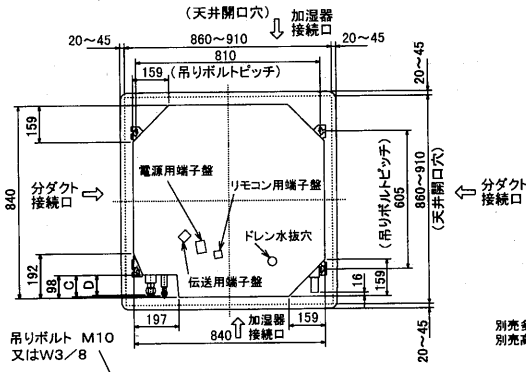 (天井開口穴)
加湿器
接続口
20～45
860～910
20～45
810
159
(吊りボルトピッチ)
20～45
159
電源用端子盤
リモコン用端子盤
840
分ダクト
接続口
(吊りボルトピッチ)
605
860～910
(天井開口穴)
分ダクト
接続口
ドレン水抜穴
192
98
C
D
伝送用端子盤
16
159
197
加湿器
接続口
159
840
20～45
吊りボルト M10
又はW3／8
別売
別売